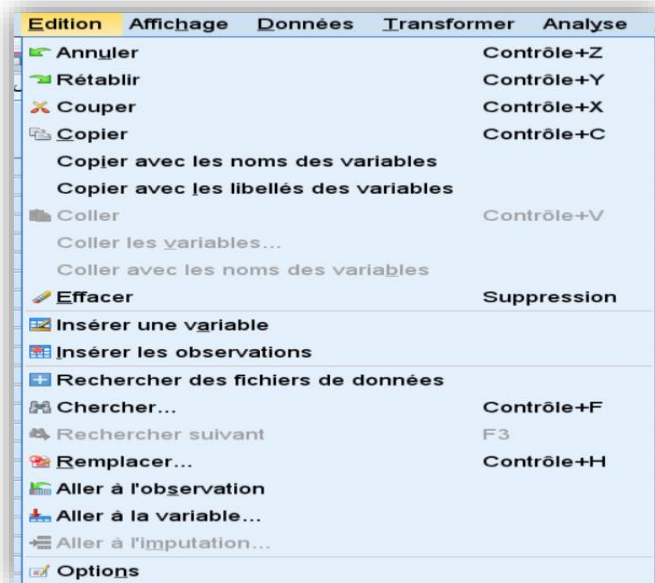 Edition Affichage Données Transformer Analyse
Annuler Contrôle+Z
Rétablir Contrôle+Y
Couper Contrôle+X
Copier Contrôle+C
Copier avec les noms des variables
Copier avec les libellés des variables
Coller Contrôle+V
Coller les variables...
Coller avec les noms des variables
Effacer Suppression
Insérer une variable
Insérer les observations
Rechercher des fichiers de données
Chercher... Contrôle+F
Rechercher suivant F3
Remplacer... Contrôle+H
Aller à l'observation
Aller à la variable...
Aller à l'imputation...
Options